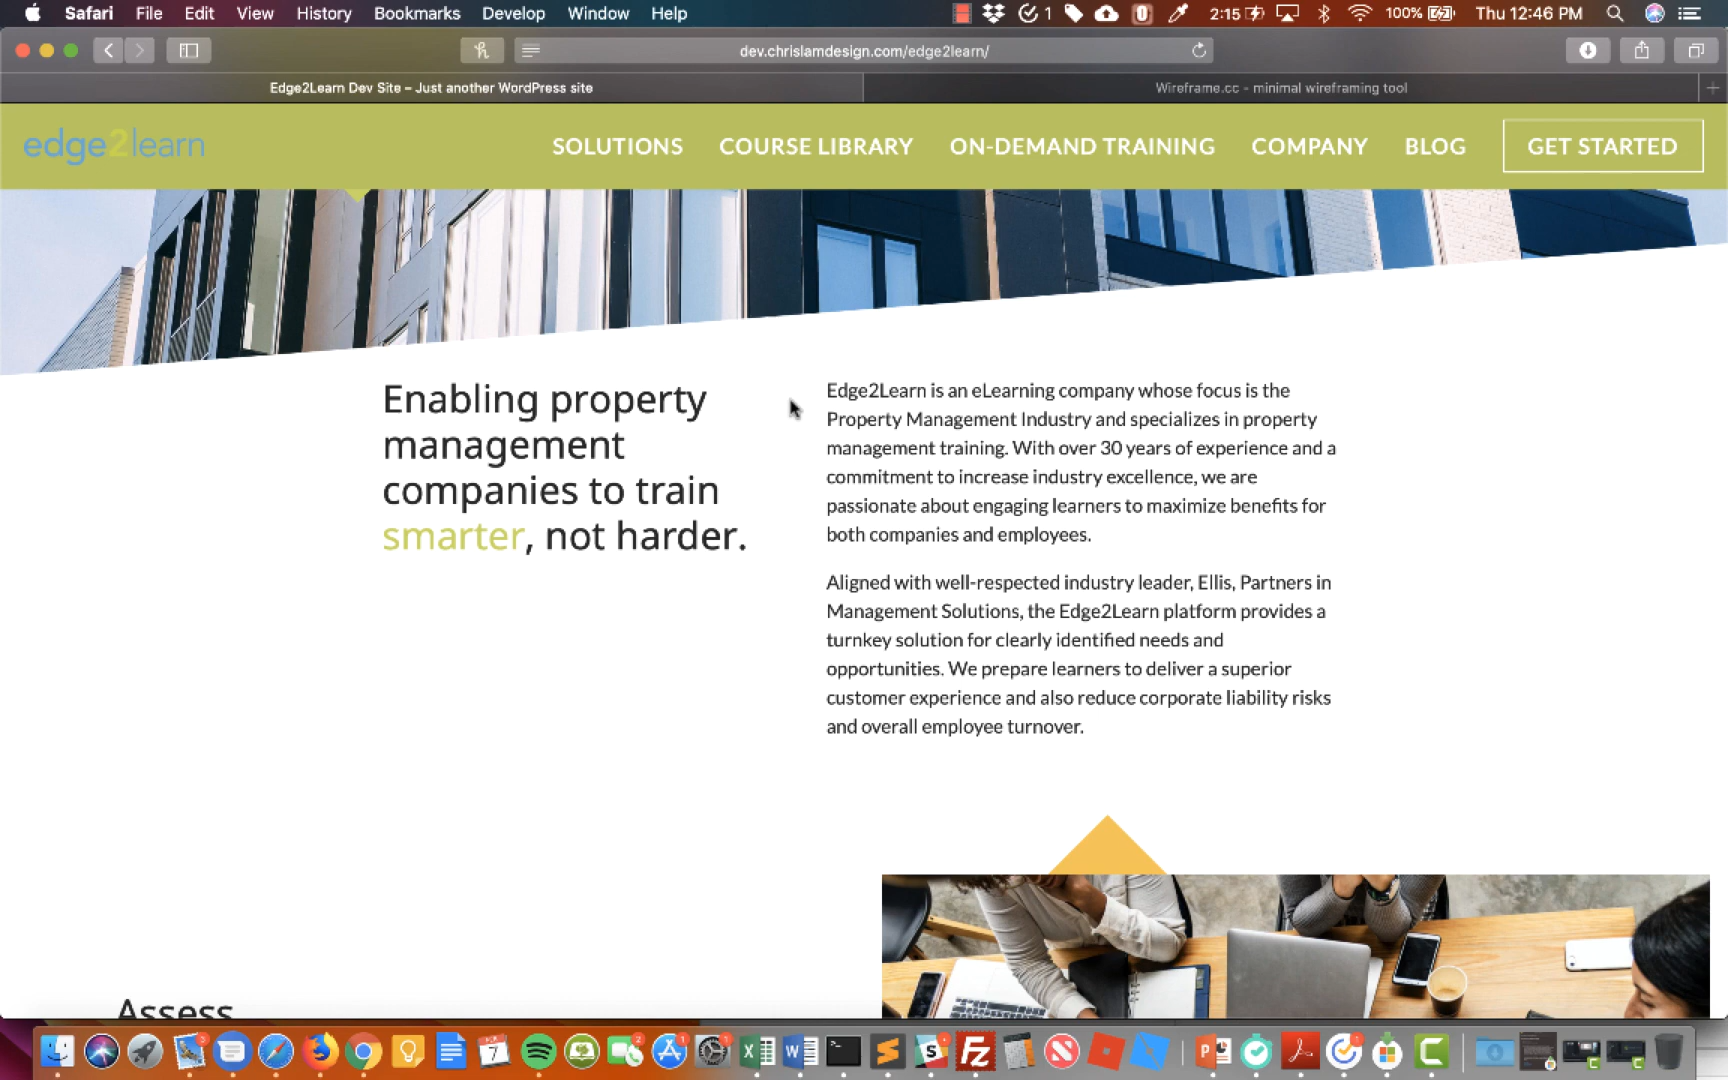 Safari File Edit View History Bookmarks Develop Window Help 1 2:15 100% Thu 12:46 PM
dev.chrislamdesign.com/edge2learn/
Edge2Learn Dev Site – Just another WordPress site
Wireframe.cc - minimal wireframing tool
edge2learn
SOLUTIONS COURSE LIBRARY ON-DEMAND TRAINING COMPANY BLOG GET STARTED
Enabling property
management
companies to train
smarter, not harder.
Edge2Learn is an eLearning company whose focus is the
Property Management Industry and specializes in property
management training. With over 30 years of experience and a
commitment to increase industry excellence, we are
passionate about engaging learners to maximize benefits for
both companies and employees.
Aligned with well-respected industry leader, Ellis, Partners in
Management Solutions, the Edge2Learn platform provides a
turnkey solution for clearly identified needs and
opportunities. We prepare learners to deliver a superior
customer experience and also reduce corporate liability risks
and overall employee turnover.
Assess